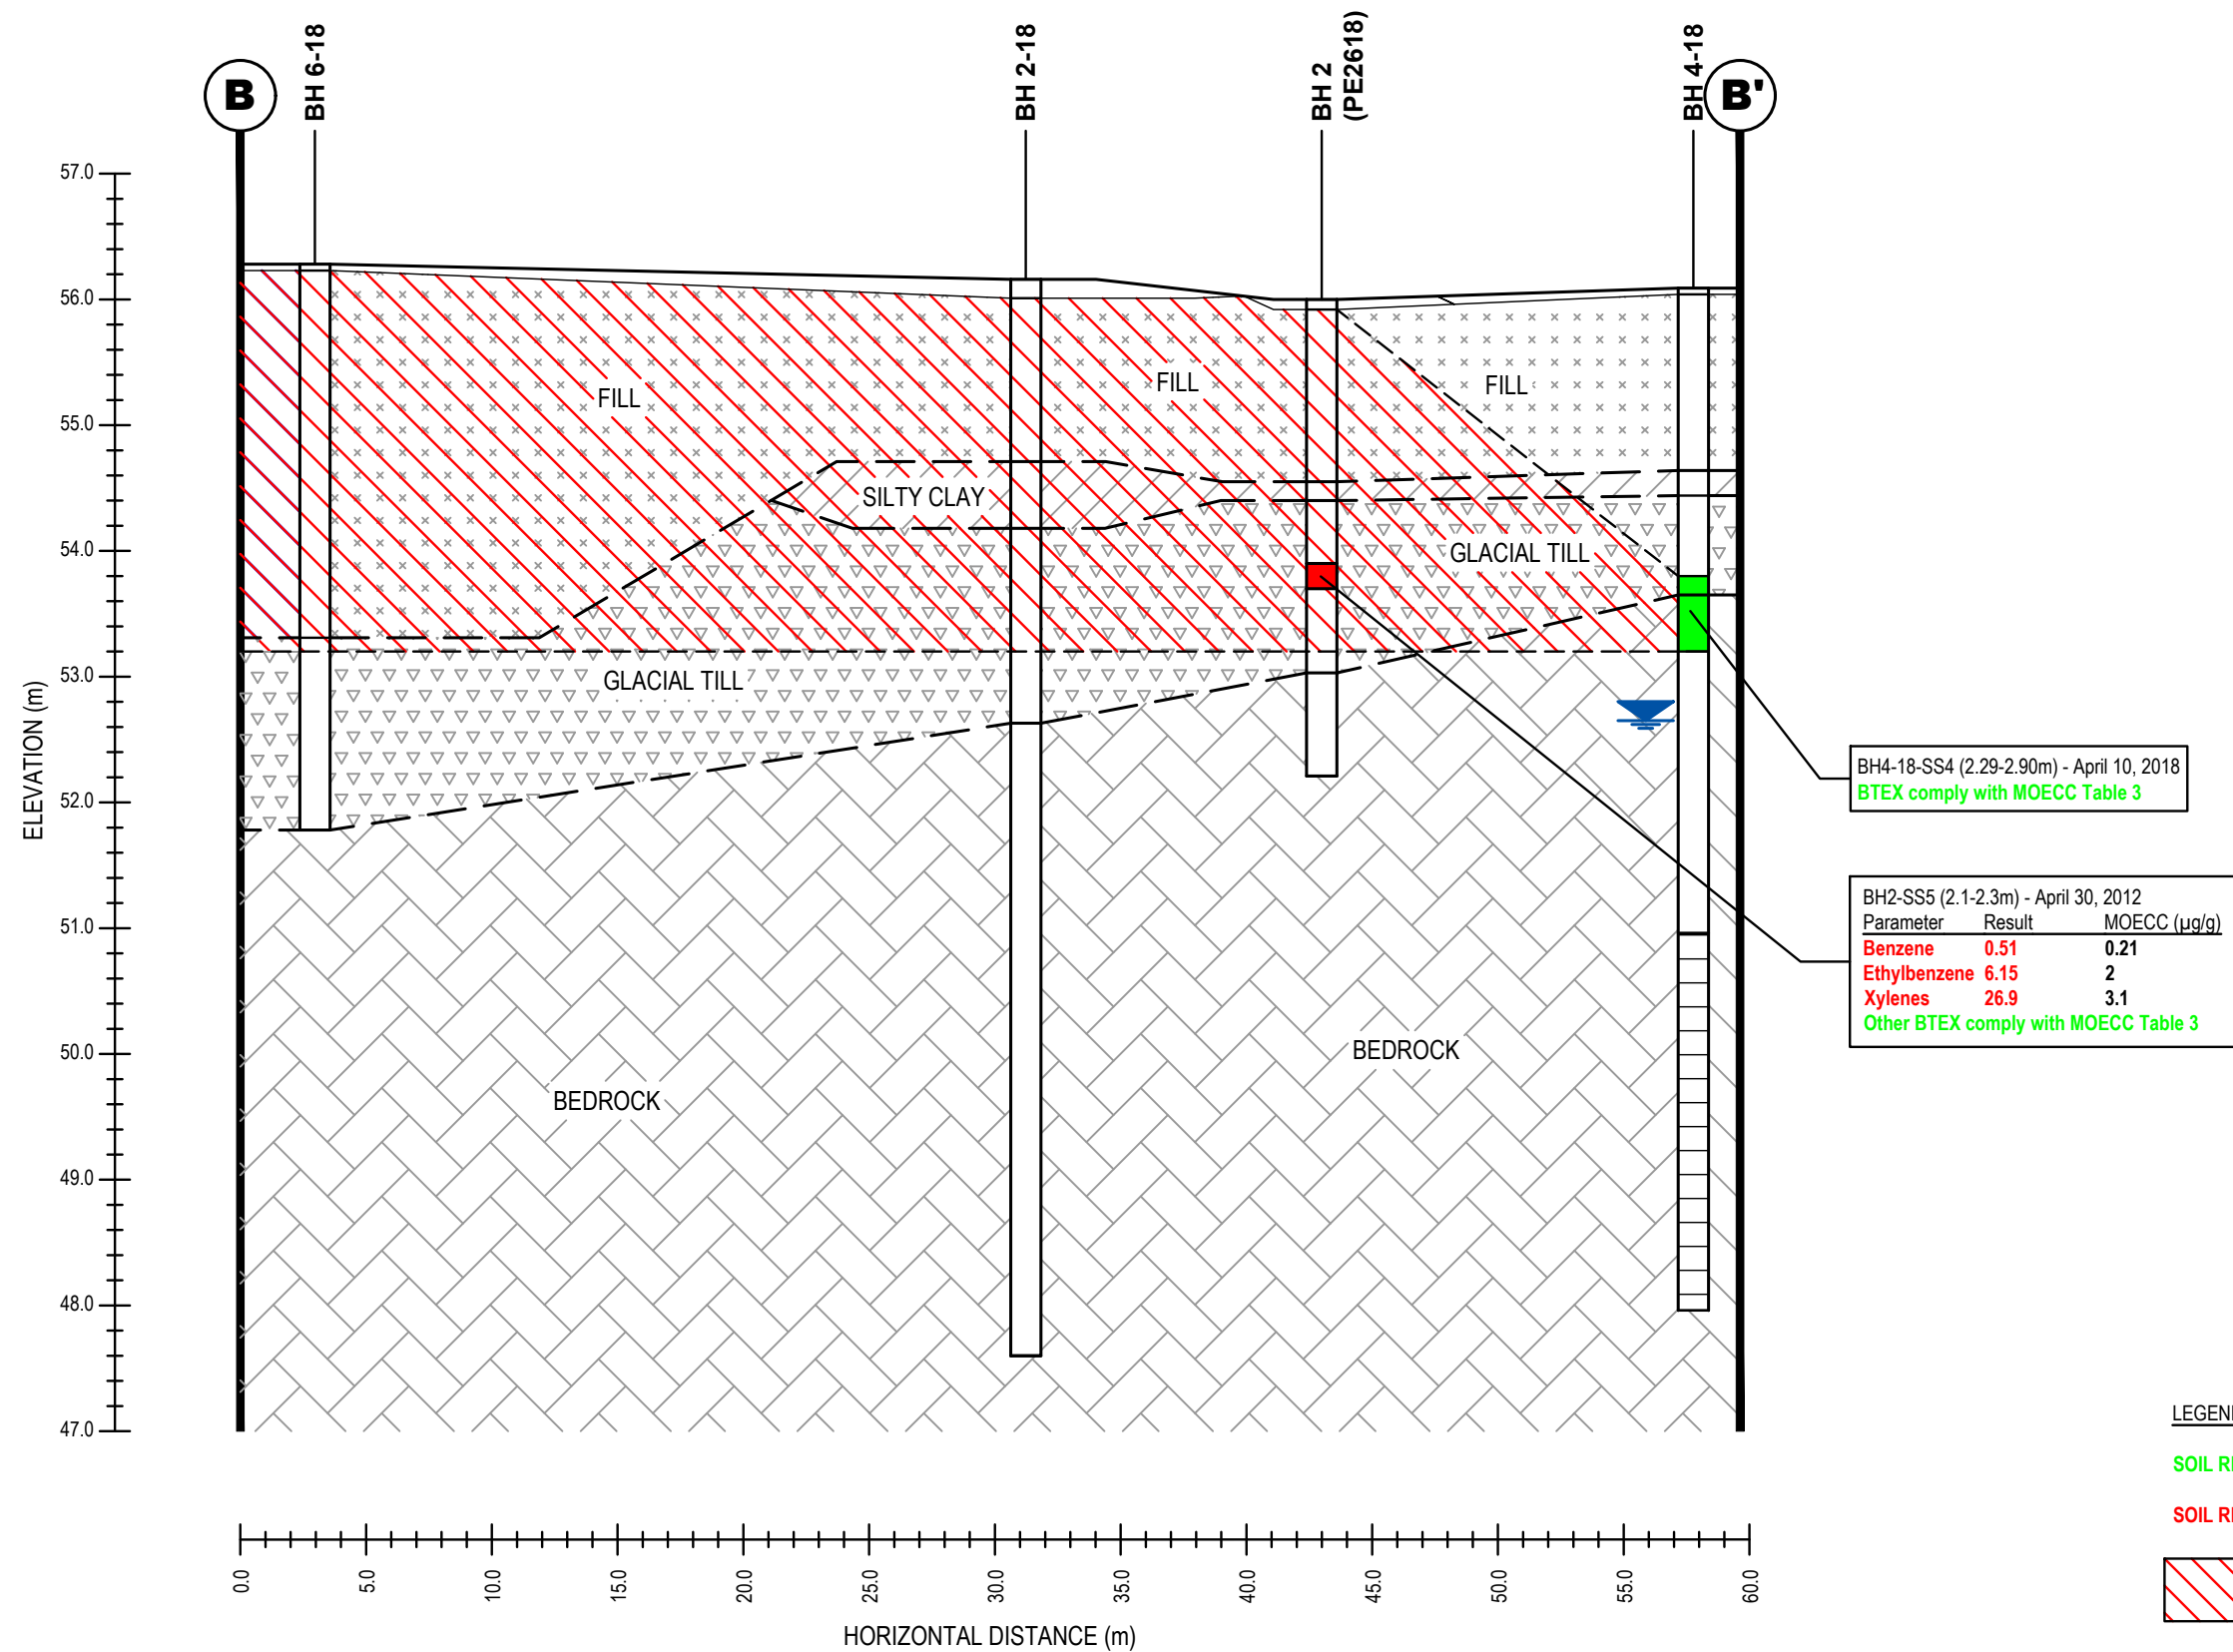 B
BH 6-18
BH 2-18
BH 2
(PE2618)
BH 4-18
B'
57.0
56.0
55.0
54.0
53.0
52.0
51.0
50.0
49.0
48.0
47.0
ELEVATION (m)
FILL
FILL
FILL
SILTY CLAY
GLACIAL TILL
GLACIAL TILL
BEDROCK
BEDROCK
BH4-18-SS4 (2.29-2.90m) - April 10, 2018
BTEX comply with MOECC Table 3
BH2-SS5 (2.1-2.3m) - April 30, 2012
Parameter Result MOECC (µg/g)
Benzene 0.51 0.21
Ethylbenzene 6.15 2
Xylenes 26.9 3.1
Other BTEX comply with MOECC Table 3
0.0
5.0
10.0
15.0
20.0
25.0
30.0
35.0
40.0
45.0
50.0
55.0
60.0
HORIZONTAL DISTANCE (m)
LEGEN
SOIL R
SOIL R